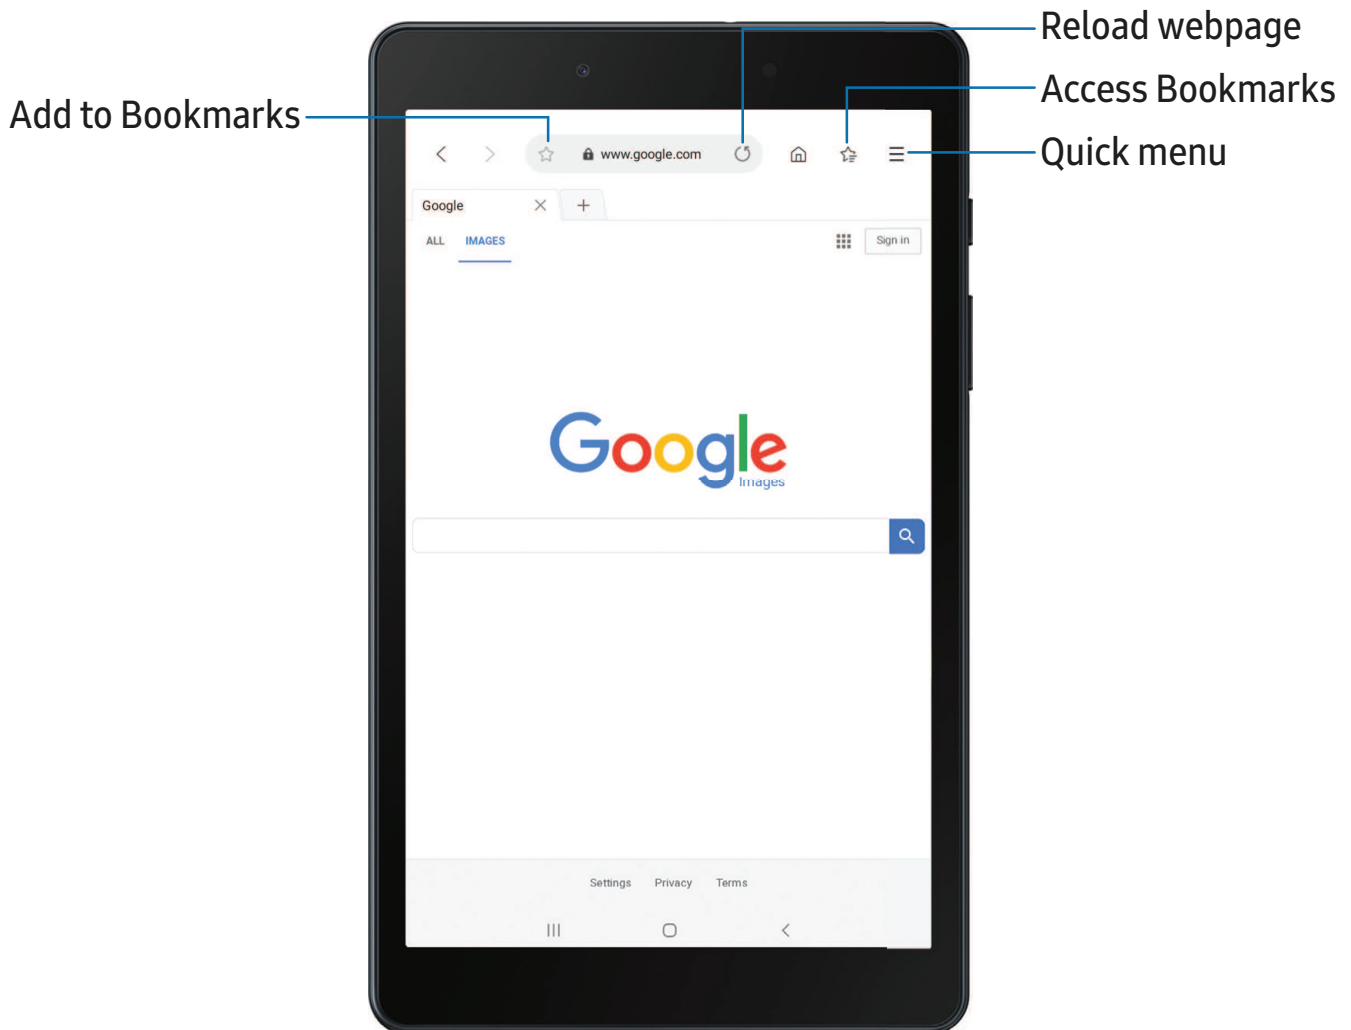 Reload webpage
Access Bookmarks
Add to Bookmarks
Quick menu
www.google.com
Google
ALL IMAGES
Sign in
Google
Images
Settings Privacy Terms